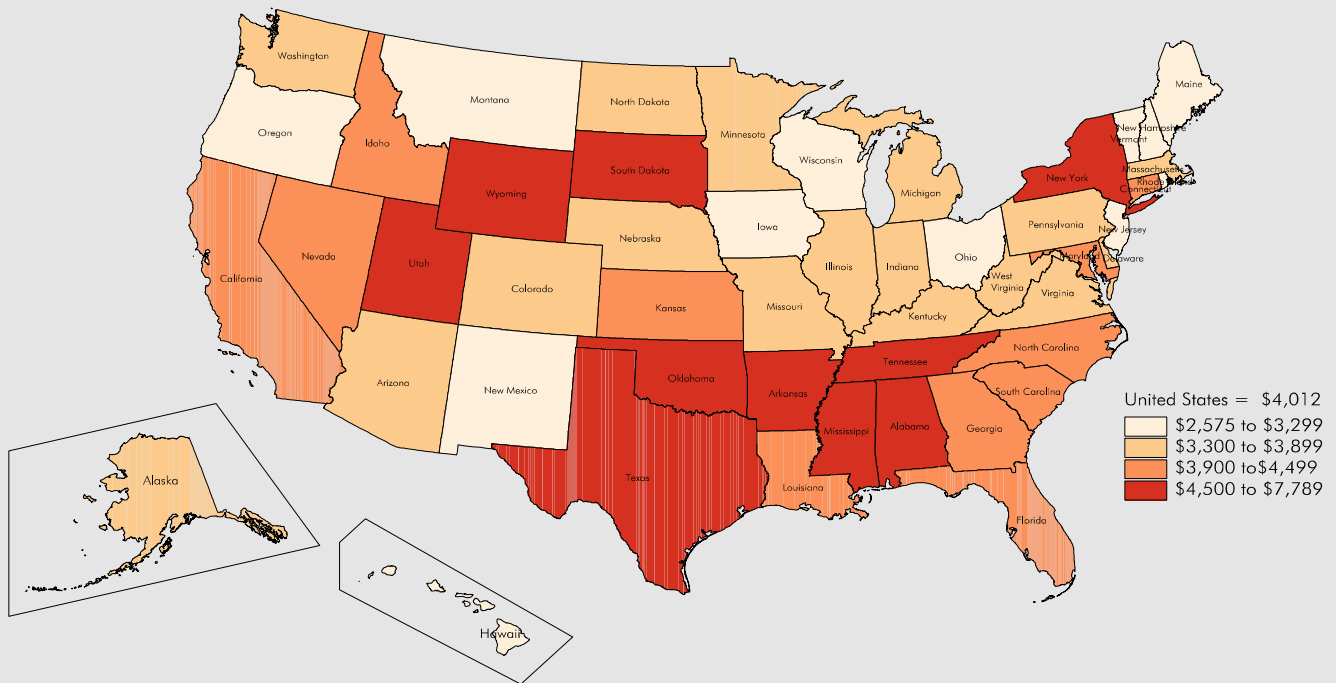 Washington
Montana
North Dakota
Minnesota
Maine
Oregon
Idaho
Wyoming
South Dakota
Wisconsin
Michigan
New Hampshire
Vermont
Massachusetts
New York
Rhode Island
Connecticut
Iowa
Nebraska
Pennsylvania
New Jersey
Nevada
Utah
Colorado
California
Illinois
Indiana
Ohio
Maryland
Delaware
West
Virginia
Virginia
Kansas
Missouri
Kentucky
Arizona
New Mexico
Oklahoma
Arkansas
Tennessee
North Carolina
South Carolina
Mississippi
Alabama
Georgia
Texas
Louisiana
Florida
Alaska
Hawaii
United States = $4,012
$2,575 to $3,299
$3,300 to $3,899
$3,900 to$4,499
$4,500 to $7,789